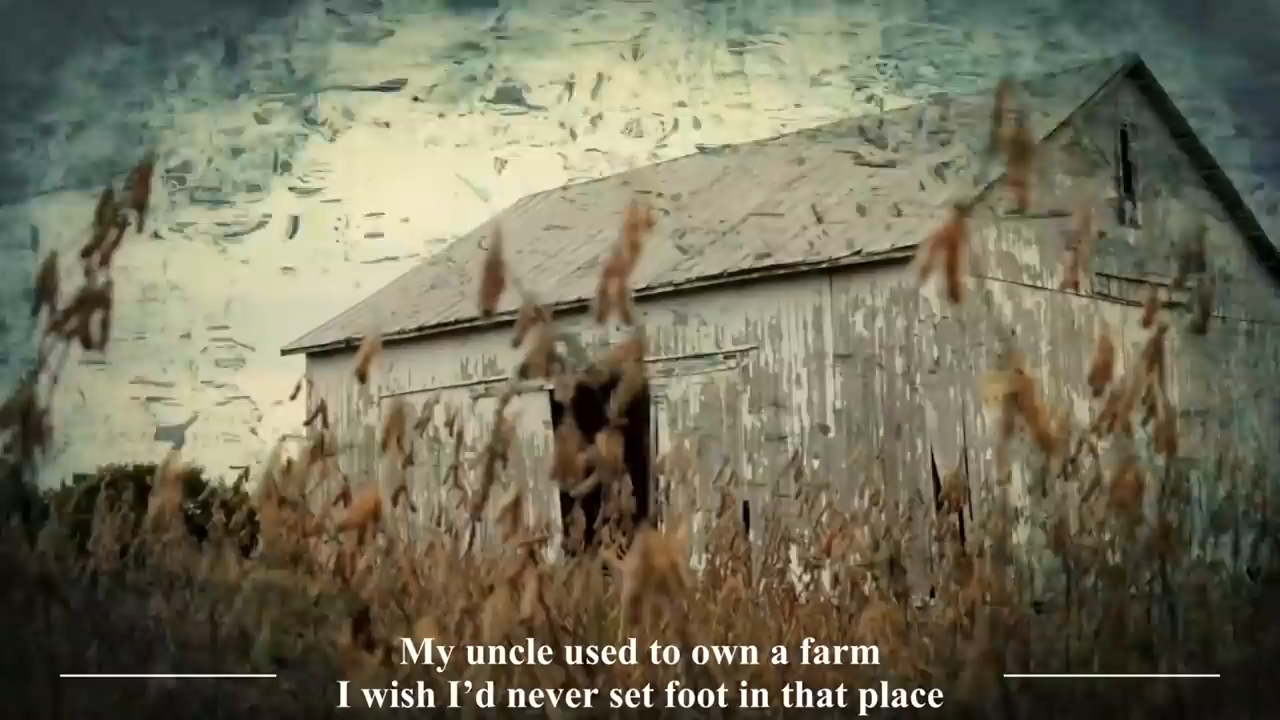 My uncle used to own a farm
I wish I’d never set foot in that place